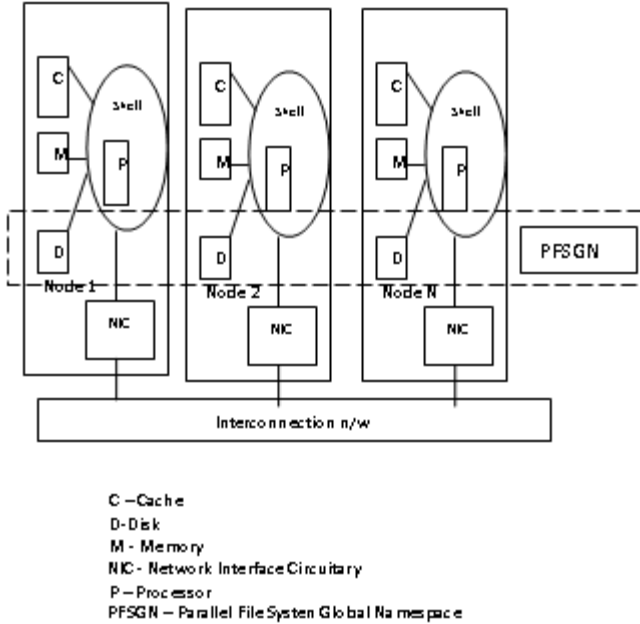 C
Shell
M
P
D
Node 1
NIC
C
Shell
M
P
D
Node 2
NIC
C
Shell
M
P
D
Node N
NIC
PFSGN
Interconnection n/w
C – Cache
D-Disk
M - Memory
NIC - Network Interface Circuitary
P – Processor
PFSGN – Parallel File Systen Global Namespace